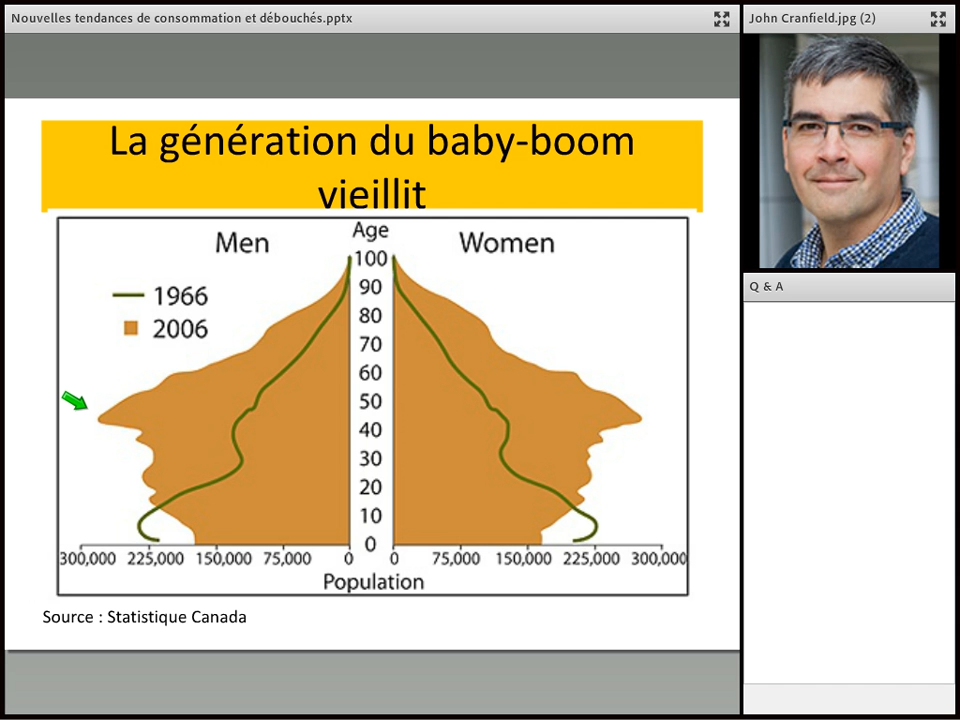 Nouvelles tendances de consommation et débouchés.pptx
John Cranfield.jpg (2)
La génération du baby-boom
vieillit
Men
Age
Women
1966
2006
100
90
80
70
60
50
40
30
20
10
0
300,000 225,000 150,000 75,000 0 0 75,000 150,000 225,000 300,000
Population
Source : Statistique Canada
Q & A